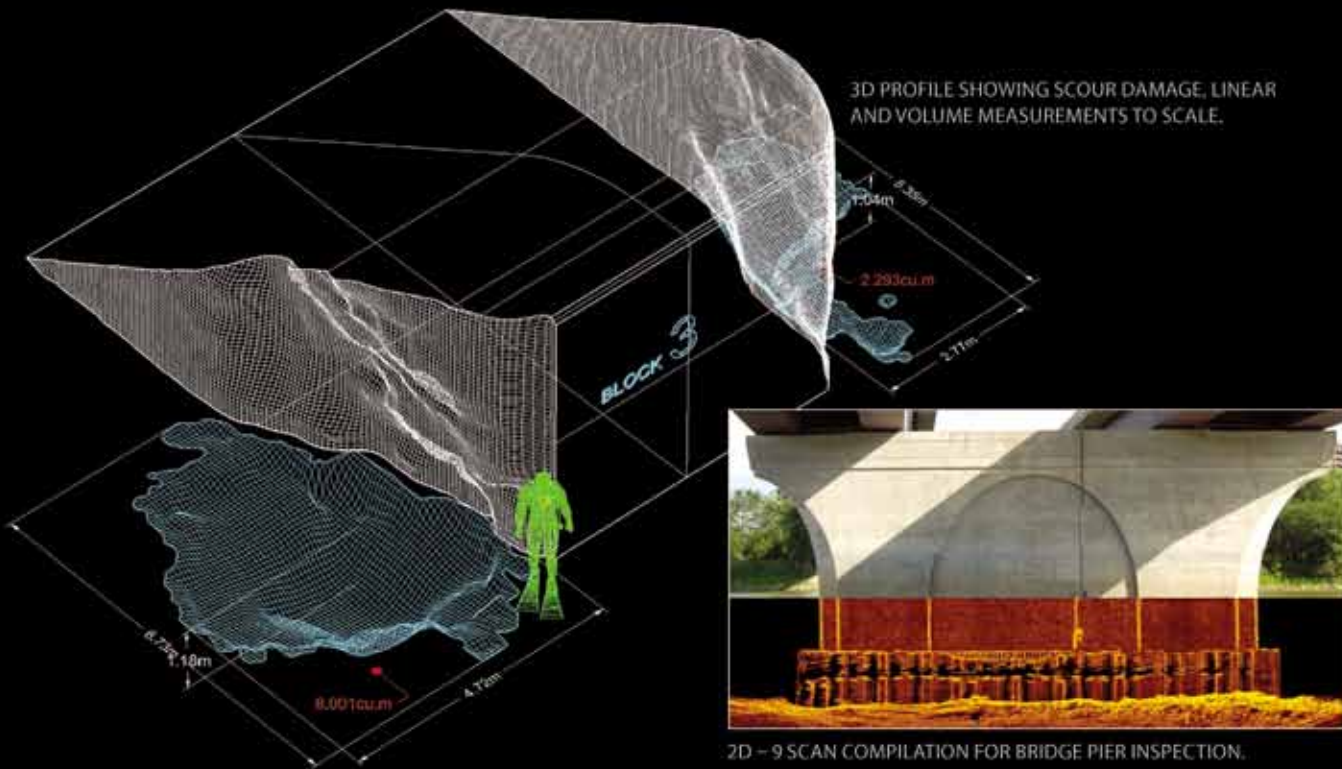 3D PROFILE SHOWING SCOUR DAMAGE, LINEAR
AND VOLUME MEASUREMENTS TO SCALE.
1.04m
2.293cu.m
2.77m
BLOCK 3
1.18m
4.72m
2D – 9 SCAN COMPILATION FOR BRIDGE PIER INSPECTION.